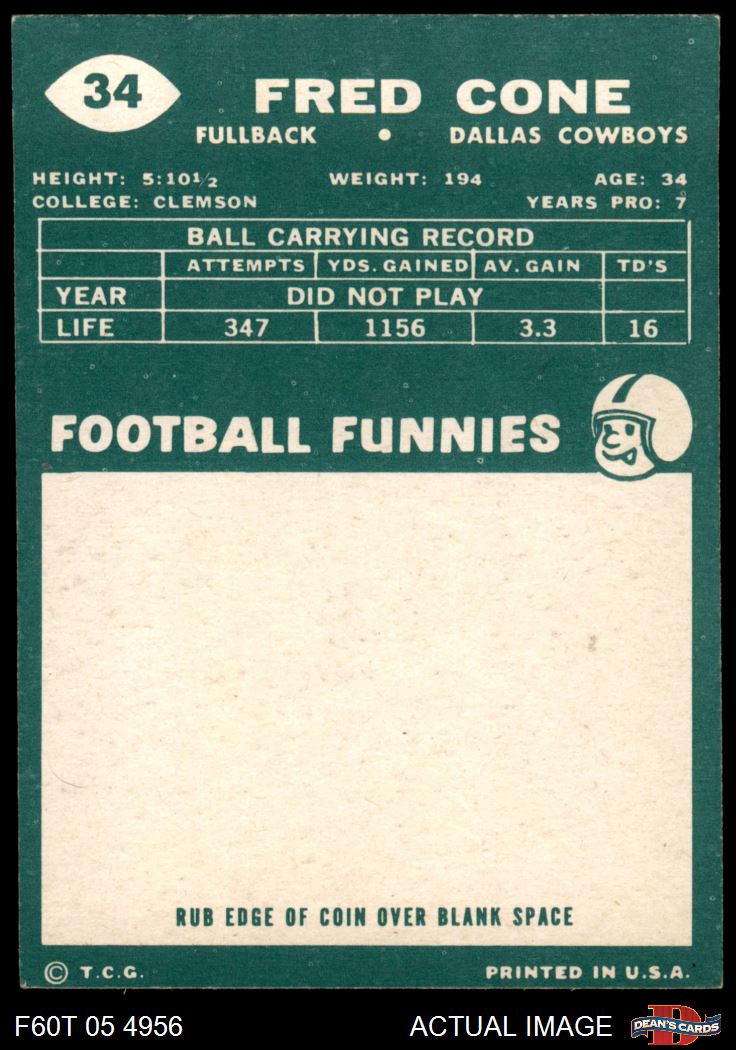 34
FRED CONE
FULLBACK • DALLAS COWBOYS
HEIGHT: 5:10½ WEIGHT: 194 AGE: 34
COLLEGE: CLEMSON YEARS PRO: 7
BALL CARRYING RECORD
ATTEMPTS YDS. GAINED AV. GAIN TD'S
YEAR DID NOT PLAY
LIFE 347 1156 3.3 16
FOOTBALL FUNNIES
RUB EDGE OF COIN OVER BLANK SPACE
© T.C.G. PRINTED IN U.S.A.
F60T 05 4956 ACTUAL IMAGE D DEAN'S CARDS